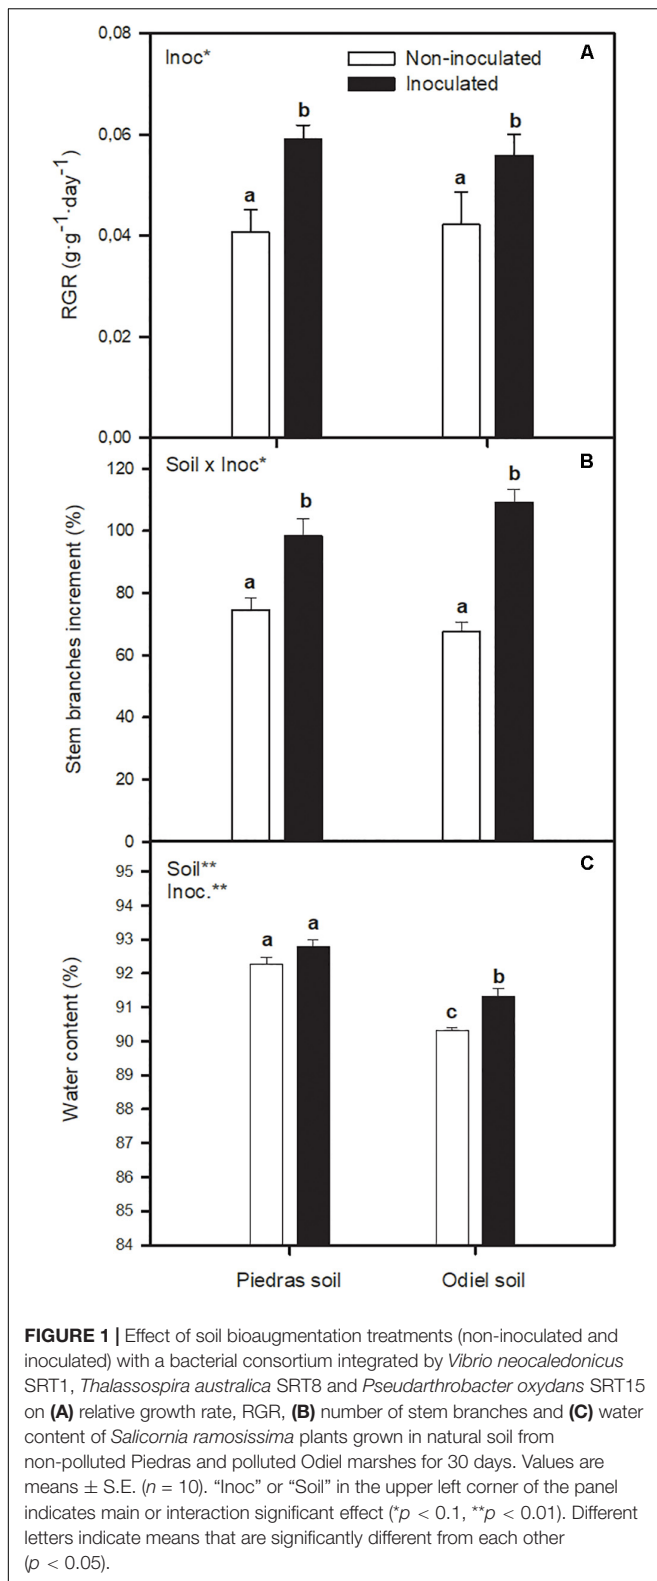 0,08
Inoc*
Non-inoculated
Inoculated
A
0,06
0,04
0,02
0,00
RGR (g·g⁻¹·day⁻¹)
a
b
a
b
120
Soil x Inoc*
B
100
80
60
40
20
0
Stem branches increment (%)
a
b
a
b
95
Soil**
Inoc.**
C
94
93
92
91
90
89
88
87
86
85
84
Water content (%)
a
a
c
b
Piedras soil
Odiel soil
FIGURE 1 | Effect of soil bioaugmentation treatments (non-inoculated and
inoculated) with a bacterial consortium integrated by Vibrio neocaledonicus
SRT1, Thalassospira australica SRT8 and Pseudarthrobacter oxydans SRT15
on (A) relative growth rate, RGR, (B) number of stem branches and (C) water
content of Salicornia ramosissima plants grown in natural soil from
non-polluted Piedras and polluted Odiel marshes for 30 days. Values are
means ± S.E. (n = 10). “Inoc” or “Soil” in the upper left corner of the panel
indicates main or interaction significant effect (*p < 0.1, **p < 0.01). Different
letters indicate means that are significantly different from each other
(p < 0.05).